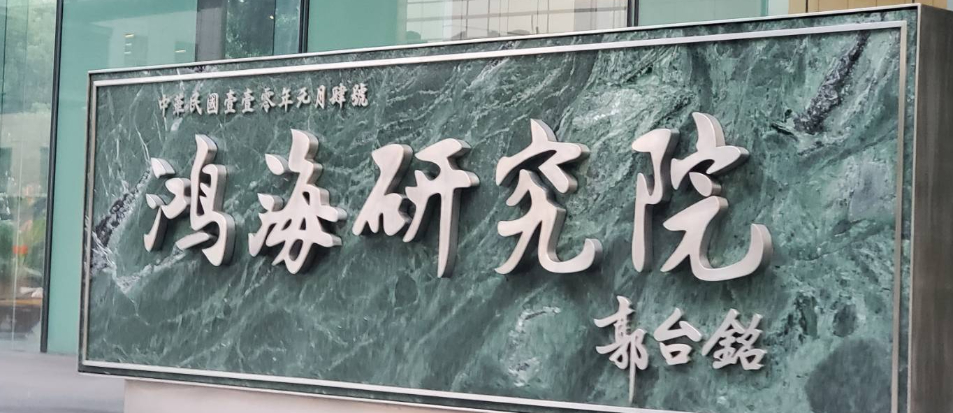 中華民國壹壹零年元月肆號
鴻海研究院
郭台銘